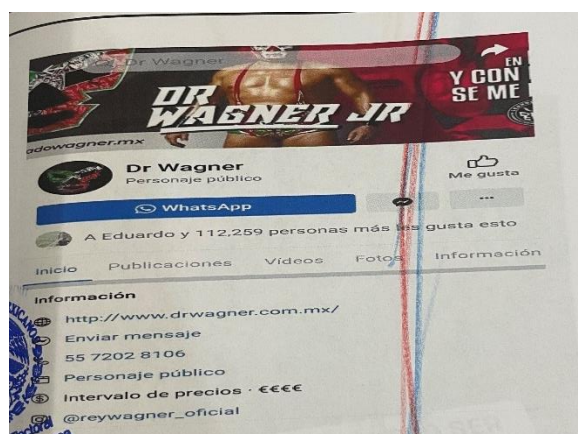 Dr Wagner
EN
Y CON
SE ME
DR
WAGNER JR
adowagner.mx
Dr Wagner
Personaje público
Me gusta
WhatsApp
A Eduardo y 112,259 personas más les gusta esto
Inicio Publicaciones Vídeos Fotos Información
Información
http://www.drwagner.com.mx/
Enviar mensaje
55 7202 8106
Personaje público
Intervalo de precios · €€€€
@reywagner_oficial